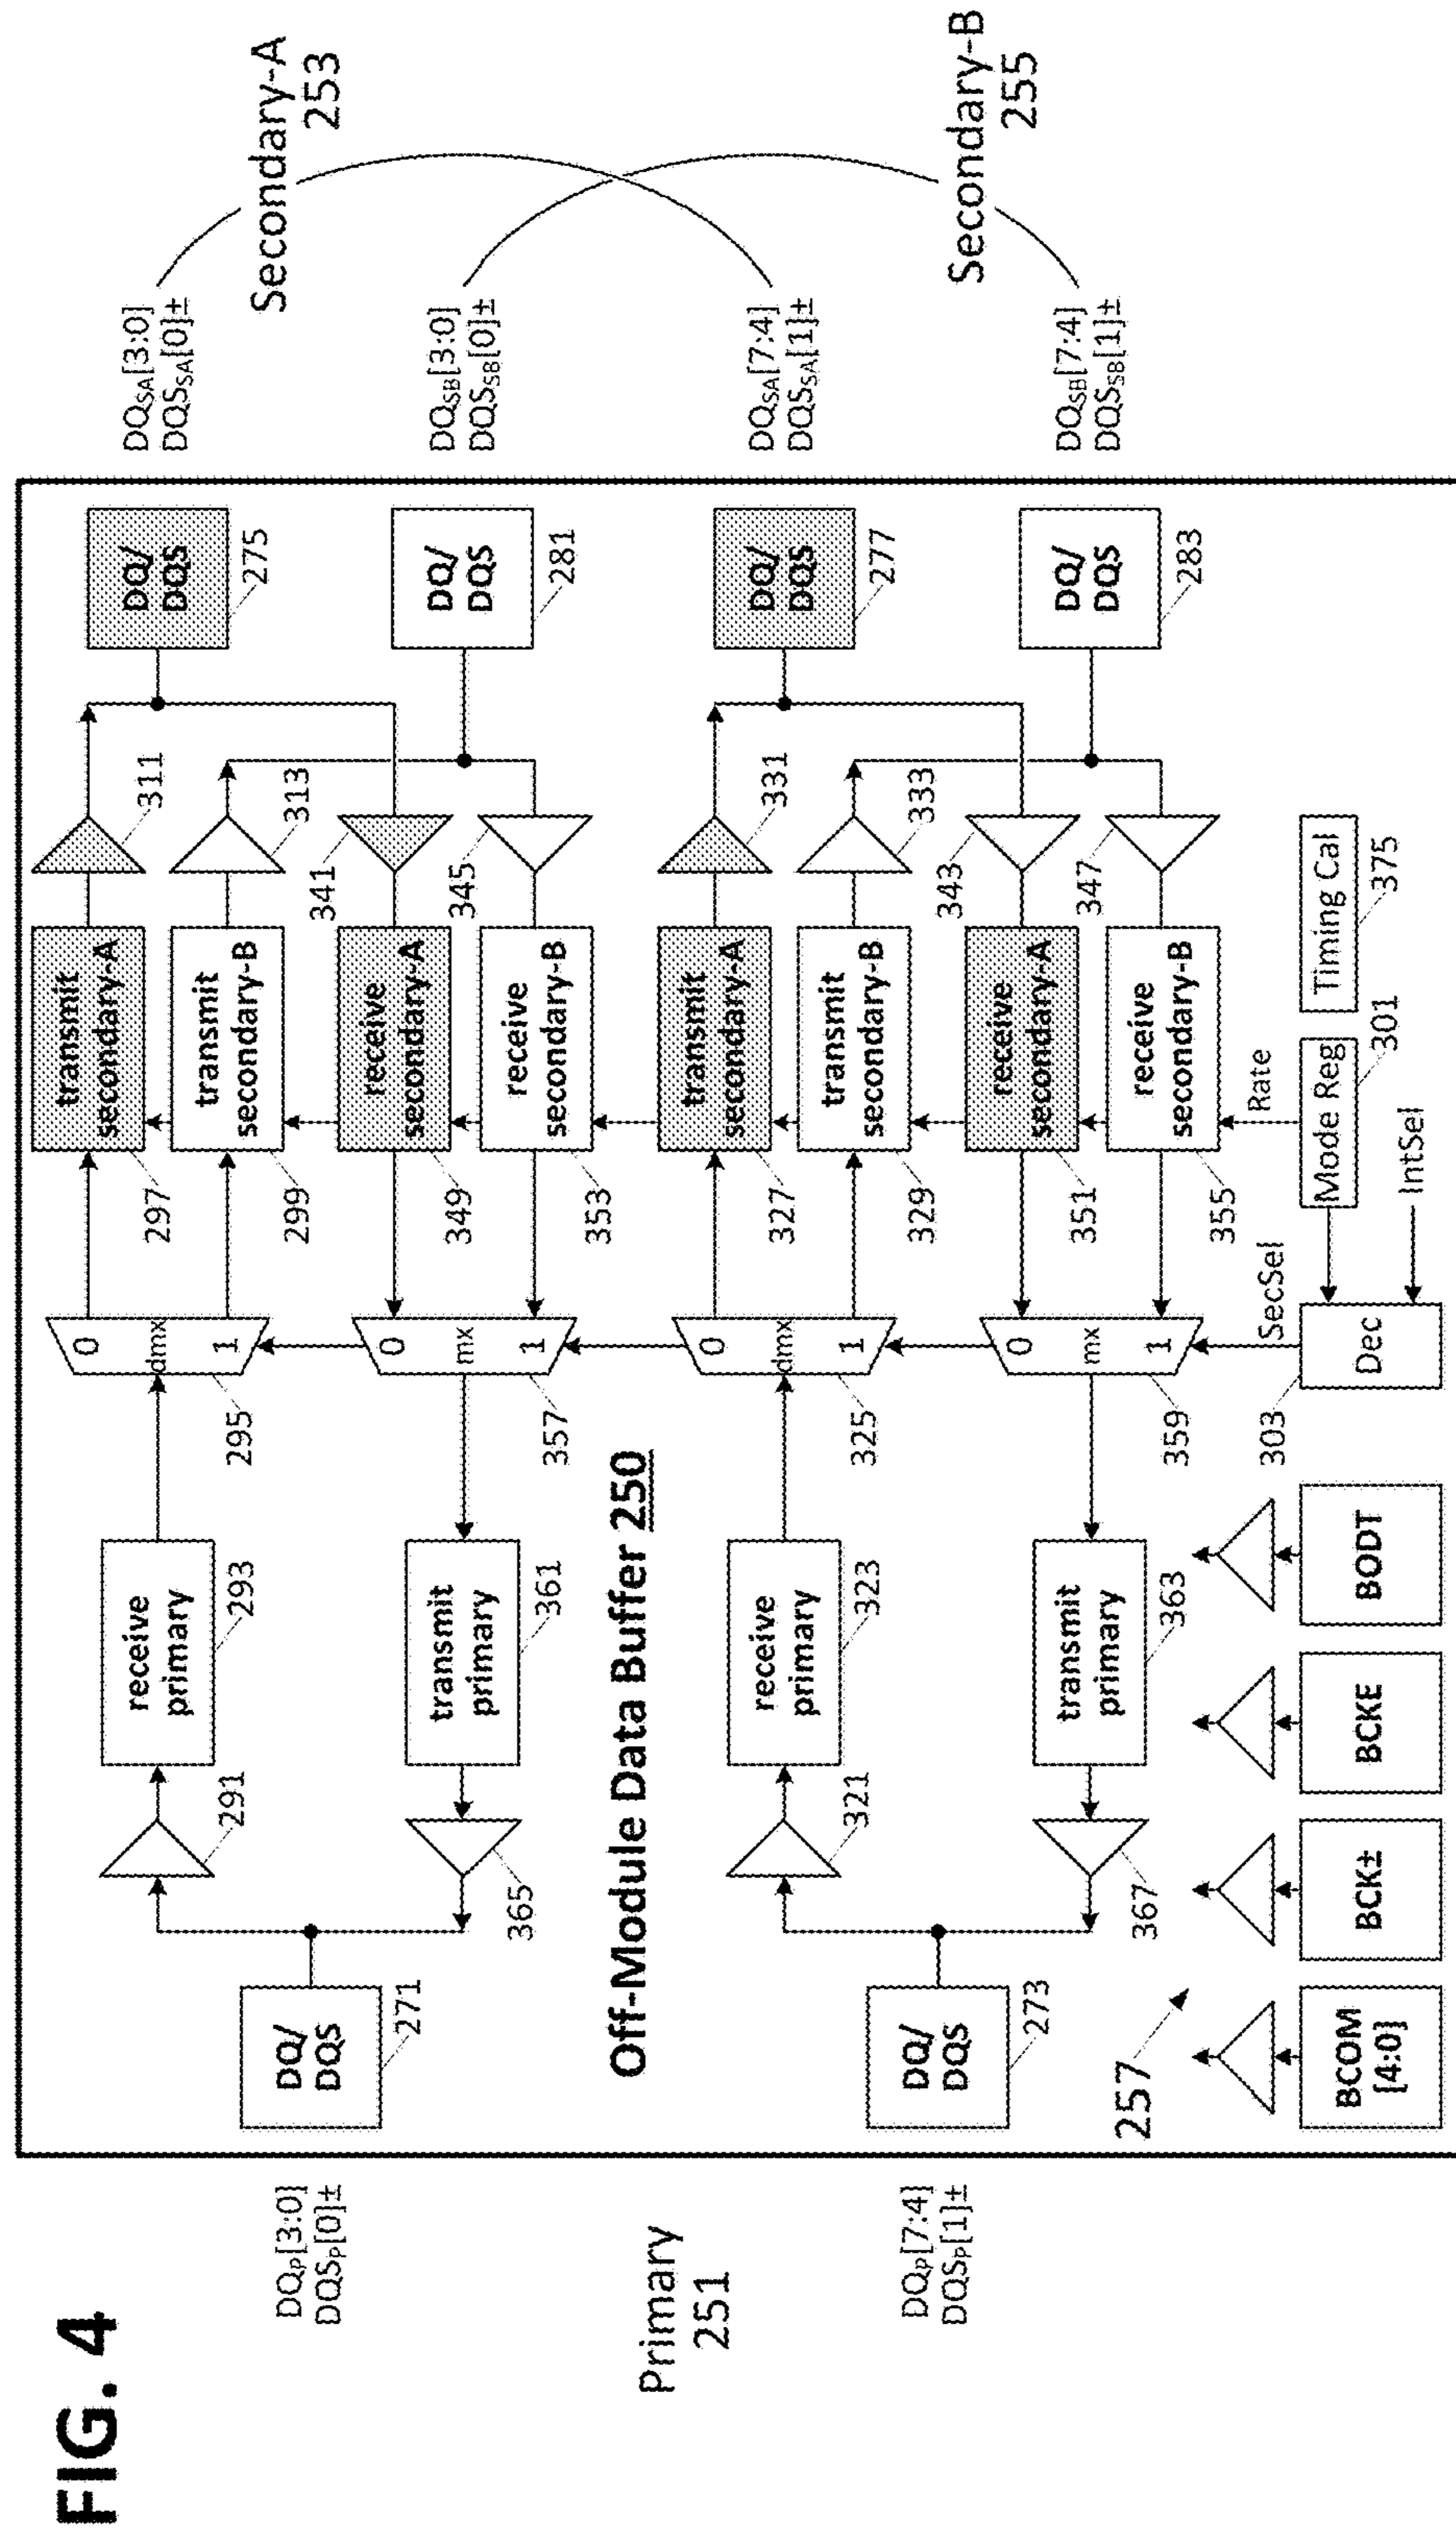 FIG. 4
Secondary-A
253
Secondary-B
255
Primary
251
DQp[3:0]
DQSp[0]±
DQp[7:4]
DQSp[1]±
DQSA[3:0]
DQSSA[0]±
DQSB[3:0]
DQSSB[0]±
DQSA[7:4]
DQSSA[1]±
DQSB[7:4]
DQSSB[1]±
Off-Module Data Buffer 250
DQ/
DQS
271
291
receive
primary
293
295
0
dmx
1
transmit
secondary-A
297
311
DQ/
DQS
275
transmit
secondary-B
299
313
365
transmit
primary
361
357
0
mx
1
receive
secondary-A
349
341
DQ/
DQS
281
receive
secondary-B
353
345
DQ/
DQS
273
321
receive
primary
323
325
0
dmx
1
transmit
secondary-A
327
331
DQ/
DQS
277
transmit
secondary-B
329
333
367
transmit
primary
363
359
0
mx
1
receive
secondary-A
351
343
DQ/
DQS
283
receive
secondary-B
355
347
257
BCOM
[4:0]
BCK±
BCKE
BODT
303
Dec
SecSel
Rate
Mode Reg
301
IntSel
Timing Cal
375